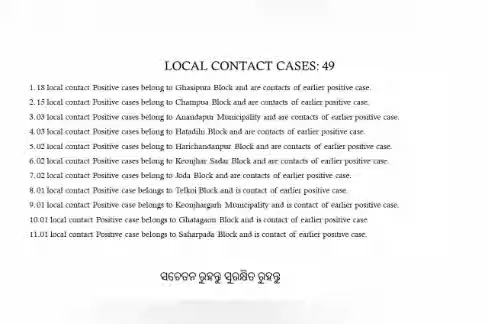 LOCAL CONTACT CASES: 49
1. 18 local contact Positive cases belong to Ghasipura Block and are contacts of earlier positive case.
2. 15 local contact Positive cases belong to Champua Block and are contacts of earlier positive case.
3. 03 local contact Positive cases belong to Anandapur Municipality and are contacts of earlier positive case.
4. 03 local contact Positive cases belong to Hatadihi Block and are contacts of earlier positive case.
5. 02 local contact Positive cases belong to Harichandanpur Block and are contacts of earlier positive case.
6. 02 local contact Positive cases belong to Keonjhar Sadar Block and are contacts of earlier positive case.
7. 02 local contact Positive cases belong to Joda Block and are contacts of earlier positive case.
8. 01 local contact Positive case belongs to Telkoi Block and is contact of earlier positive case.
9. 01 local contact Positive case belongs to Keonjhargarh Municipality and is contact of earlier positive case.
10. 01 local contact Positive case belongs to Ghatagaon Block and is contact of earlier positive case
11. 01 local contact Positive case belongs to Saharpada Block and is contact of earlier positive case.
ସଚେତନ ରୁହନ୍ତୁ ସୁରକ୍ଷିତ ରୁହନ୍ତୁ